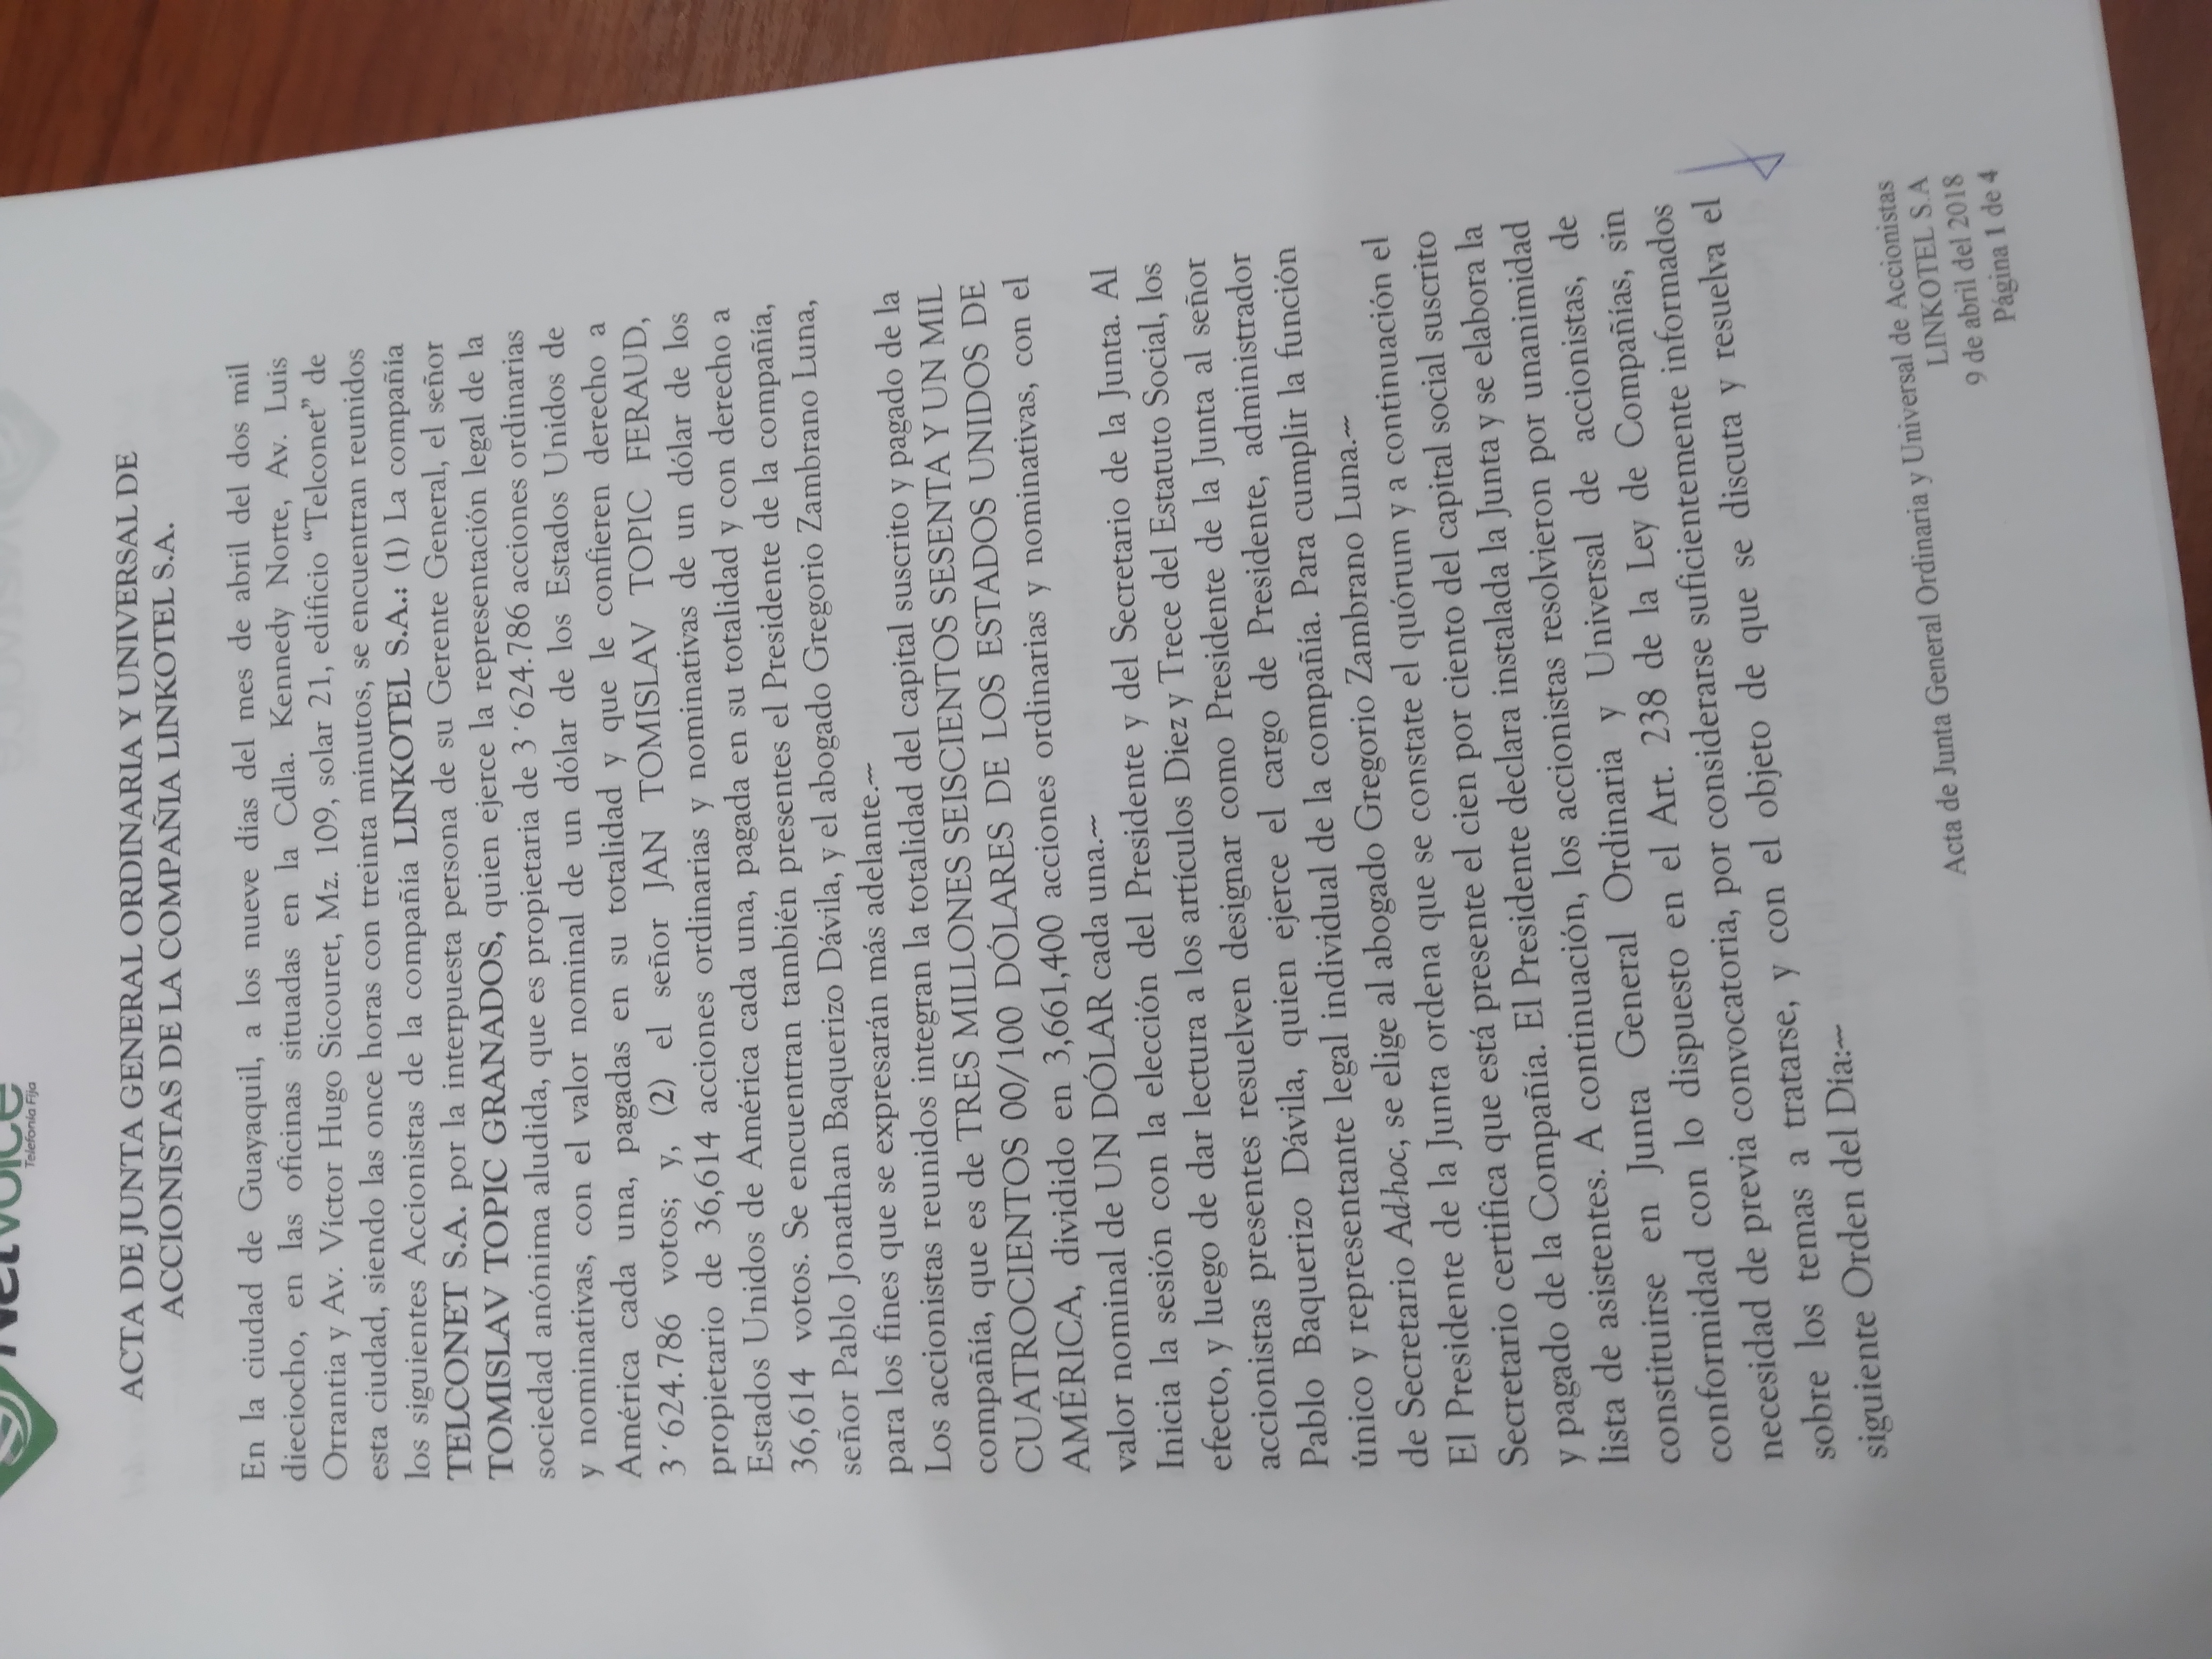 Netvoice
Telefonía Fija
ACTA DE JUNTA GENERAL ORDINARIA Y UNIVERSAL DE
ACCIONISTAS DE LA COMPAÑIA LINKOTEL S.A.
En la ciudad de Guayaquil, a los nueve días del mes de abril del dos mil
dieciocho, en las oficinas situadas en la Cdla. Kennedy Norte, Av. Luis
Orrantia y Av. Víctor Hugo Sicouret, Mz. 109, solar 21, edificio “Telconet” de
esta ciudad, siendo las once horas con treinta minutos, se encuentran reunidos
los siguientes Accionistas de la compañía LINKOTEL S.A.: (1) La compañía
TELCONET S.A. por la interpuesta persona de su Gerente General, el señor
TOMISLAV TOPIC GRANADOS, quien ejerce la representación legal de la
sociedad anónima aludida, que es propietaria de 3´624.786 acciones ordinarias
y nominativas, con el valor nominal de un dólar de los Estados Unidos de
América cada una, pagadas en su totalidad y que le confieren derecho a
3´624.786 votos; y, (2) el señor JAN TOMISLAV TOPIC FERAUD,
propietario de 36,614 acciones ordinarias y nominativas de un dólar de los
Estados Unidos de América cada una, pagada en su totalidad y con derecho a
36,614 votos. Se encuentran también presentes el Presidente de la compañía,
señor Pablo Jonathan Baquerizo Dávila, y el abogado Gregorio Zambrano Luna,
para los fines que se expresarán más adelante.~
Los accionistas reunidos integran la totalidad del capital suscrito y pagado de la
compañía, que es de TRES MILLONES SEISCIENTOS SESENTA Y UN MIL
CUATROCIENTOS 00/100 DÓLARES DE LOS ESTADOS UNIDOS DE
AMÉRICA, dividido en 3,661,400 acciones ordinarias y nominativas, con el
valor nominal de UN DÓLAR cada una.~
Inicia la sesión con la elección del Presidente y del Secretario de la Junta. Al
efecto, y luego de dar lectura a los artículos Diez y Trece del Estatuto Social, los
accionistas presentes resuelven designar como Presidente de la Junta al señor
Pablo Baquerizo Dávila, quien ejerce el cargo de Presidente, administrador
único y representante legal individual de la compañía. Para cumplir la función
de Secretario Ad-hoc, se elige al abogado Gregorio Zambrano Luna.~
El Presidente de la Junta ordena que se constate el quórum y a continuación el
Secretario certifica que está presente el cien por ciento del capital social suscrito
y pagado de la Compañía. El Presidente declara instalada la Junta y se elabora la
lista de asistentes. A continuación, los accionistas resolvieron por unanimidad
constituirse en Junta General Ordinaria y Universal de accionistas, de
conformidad con lo dispuesto en el Art. 238 de la Ley de Compañías, sin
necesidad de previa convocatoria, por considerarse suficientemente informados
sobre los temas a tratarse, y con el objeto de que se discuta y resuelva el
siguiente Orden del Día:~
Acta de Junta General Ordinaria y Universal de Accionistas
LINKOTEL S.A
9 de abril del 2018
Página 1 de 4